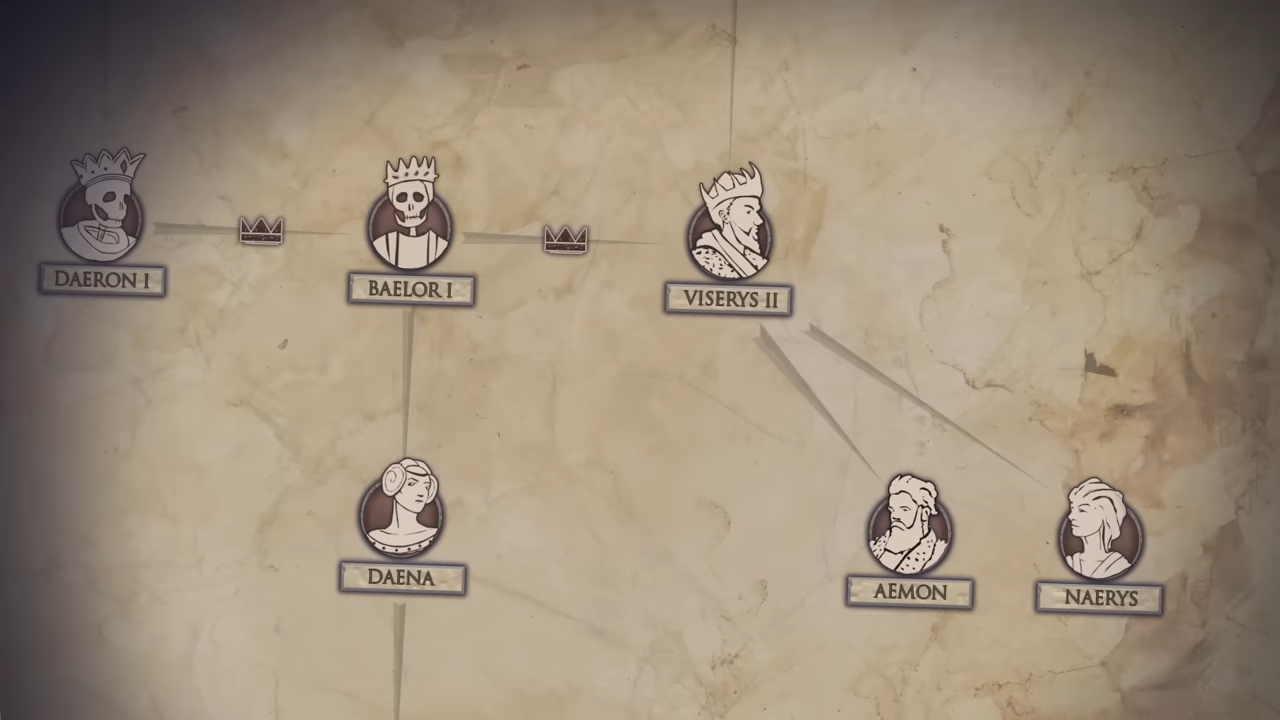 DAERON I
BAELOR I
VISERYS II
DAENA
AEMON
NAERYS